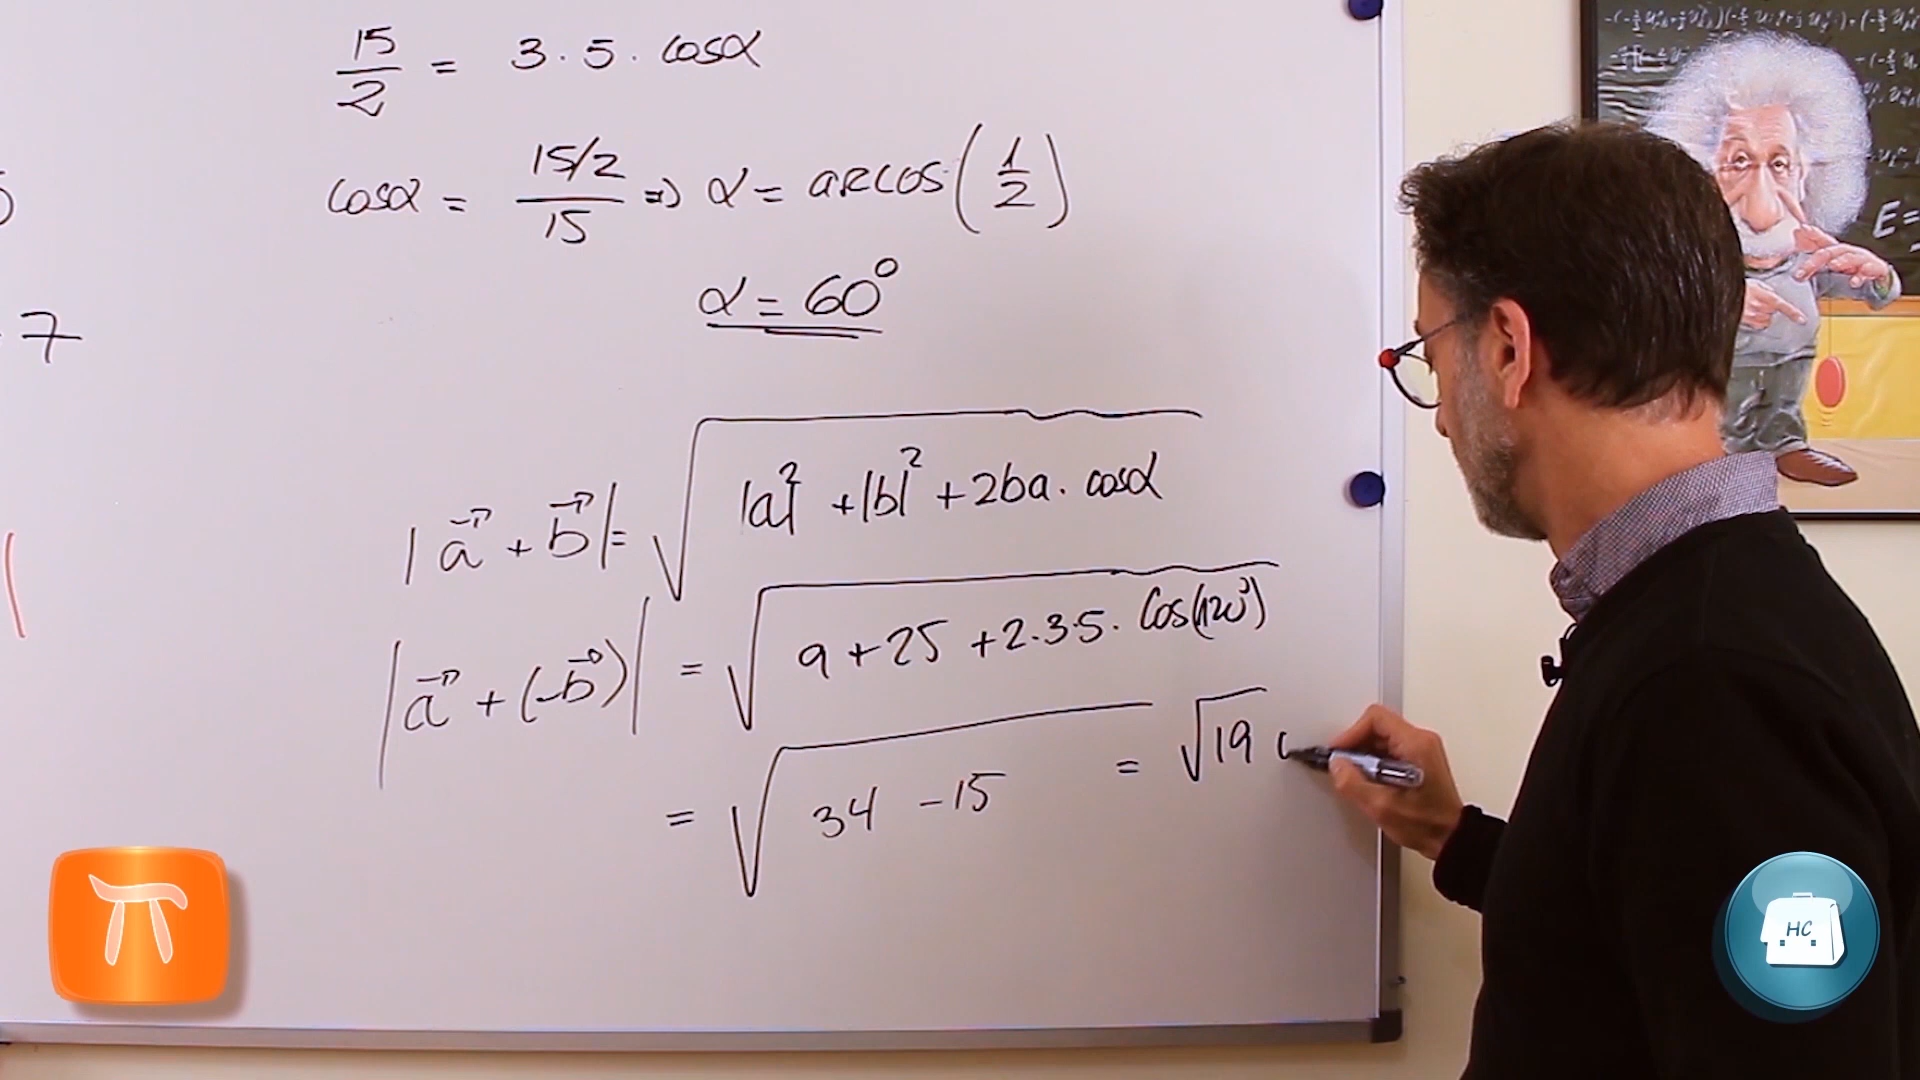 15/2 = 3 · 5 · cosα
cosα = (15/2)/15 ⇒ α = arcos (1/2)
α = 60°
7
|a⃗ + b⃗| = √(|a|² + |b|² + 2ba · cosα)
|a⃗ + (-b⃗)| = √(9 + 25 + 2·3·5 · cos(120°))
= √(34 - 15) = √19
E=
π
HC